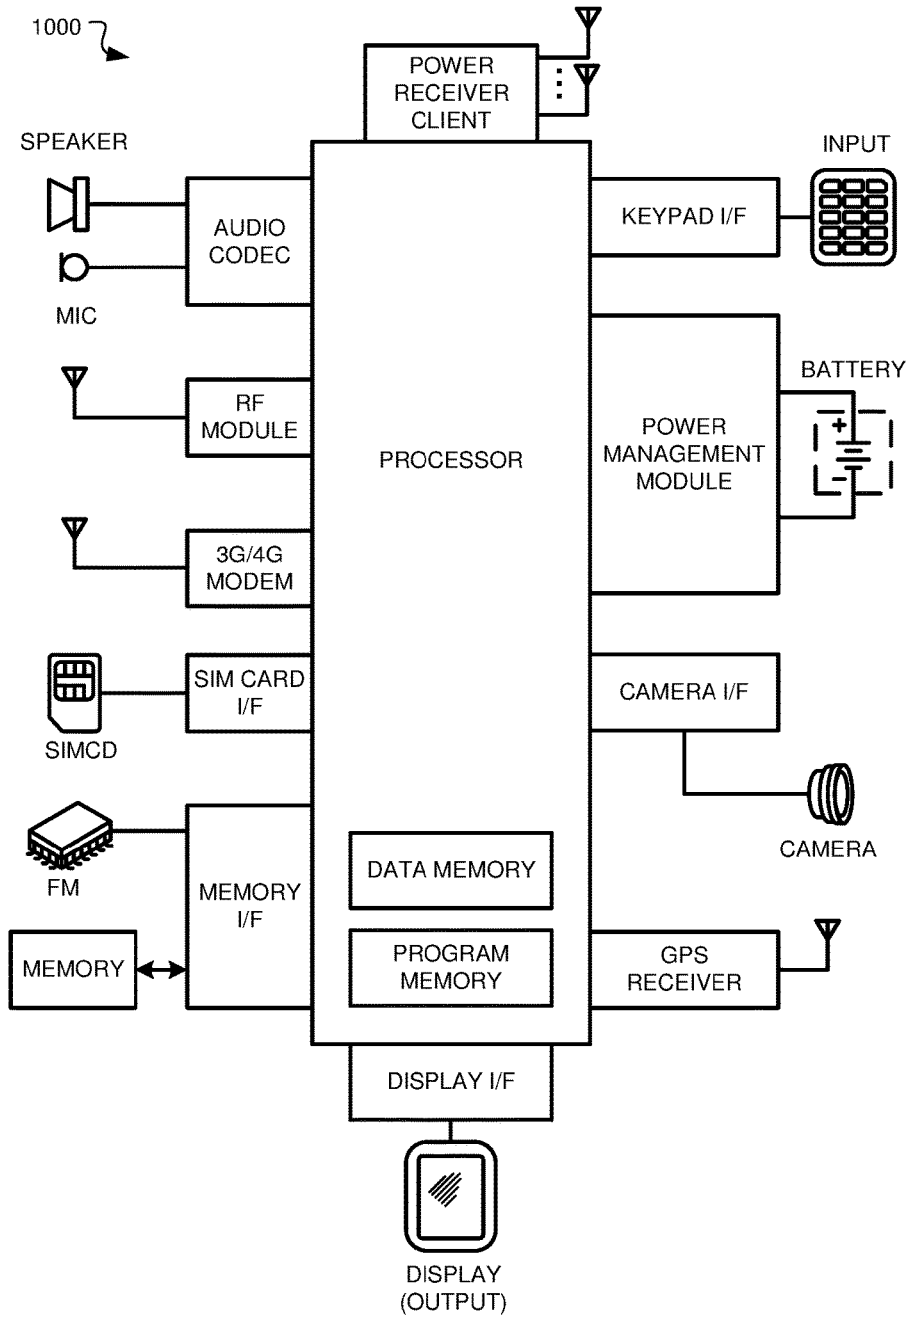 1000
POWER
RECEIVER
CLIENT
SPEAKER
AUDIO
CODEC
MIC
RF
MODULE
3G/4G
MODEM
SIM CARD
I/F
SIMCD
FM
MEMORY
I/F
MEMORY
PROCESSOR
DATA MEMORY
PROGRAM
MEMORY
INPUT
KEYPAD I/F
BATTERY
+
-
POWER
MANAGEMENT
MODULE
CAMERA I/F
CAMERA
GPS
RECEIVER
DISPLAY I/F
DISPLAY
(OUTPUT)